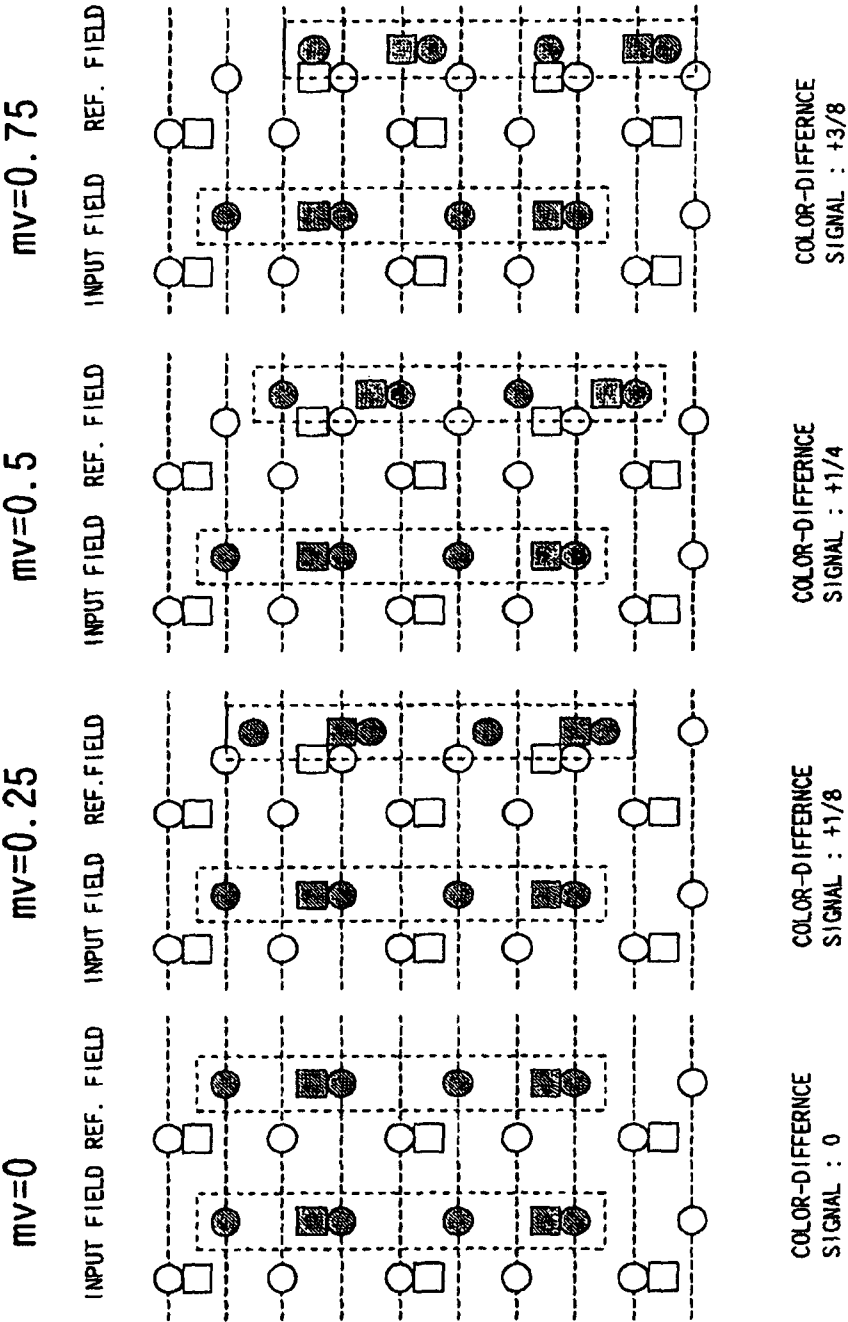 mv=0
INPUT FIELD REF. FIELD
COLOR-DIFFERNCE
SIGNAL : 0
mv=0.25
INPUT FIELD REF.FIELD
COLOR-DIFFERNCE
SIGNAL : +1/8
mv=0.5
INPUT FIELD REF. FIELD
COLOR-DIFFERNCE
SIGNAL : +1/4
mv=0.75
INPUT FIELD REF. FIELD
COLOR-DIFFERNCE
SIGNAL : +3/8